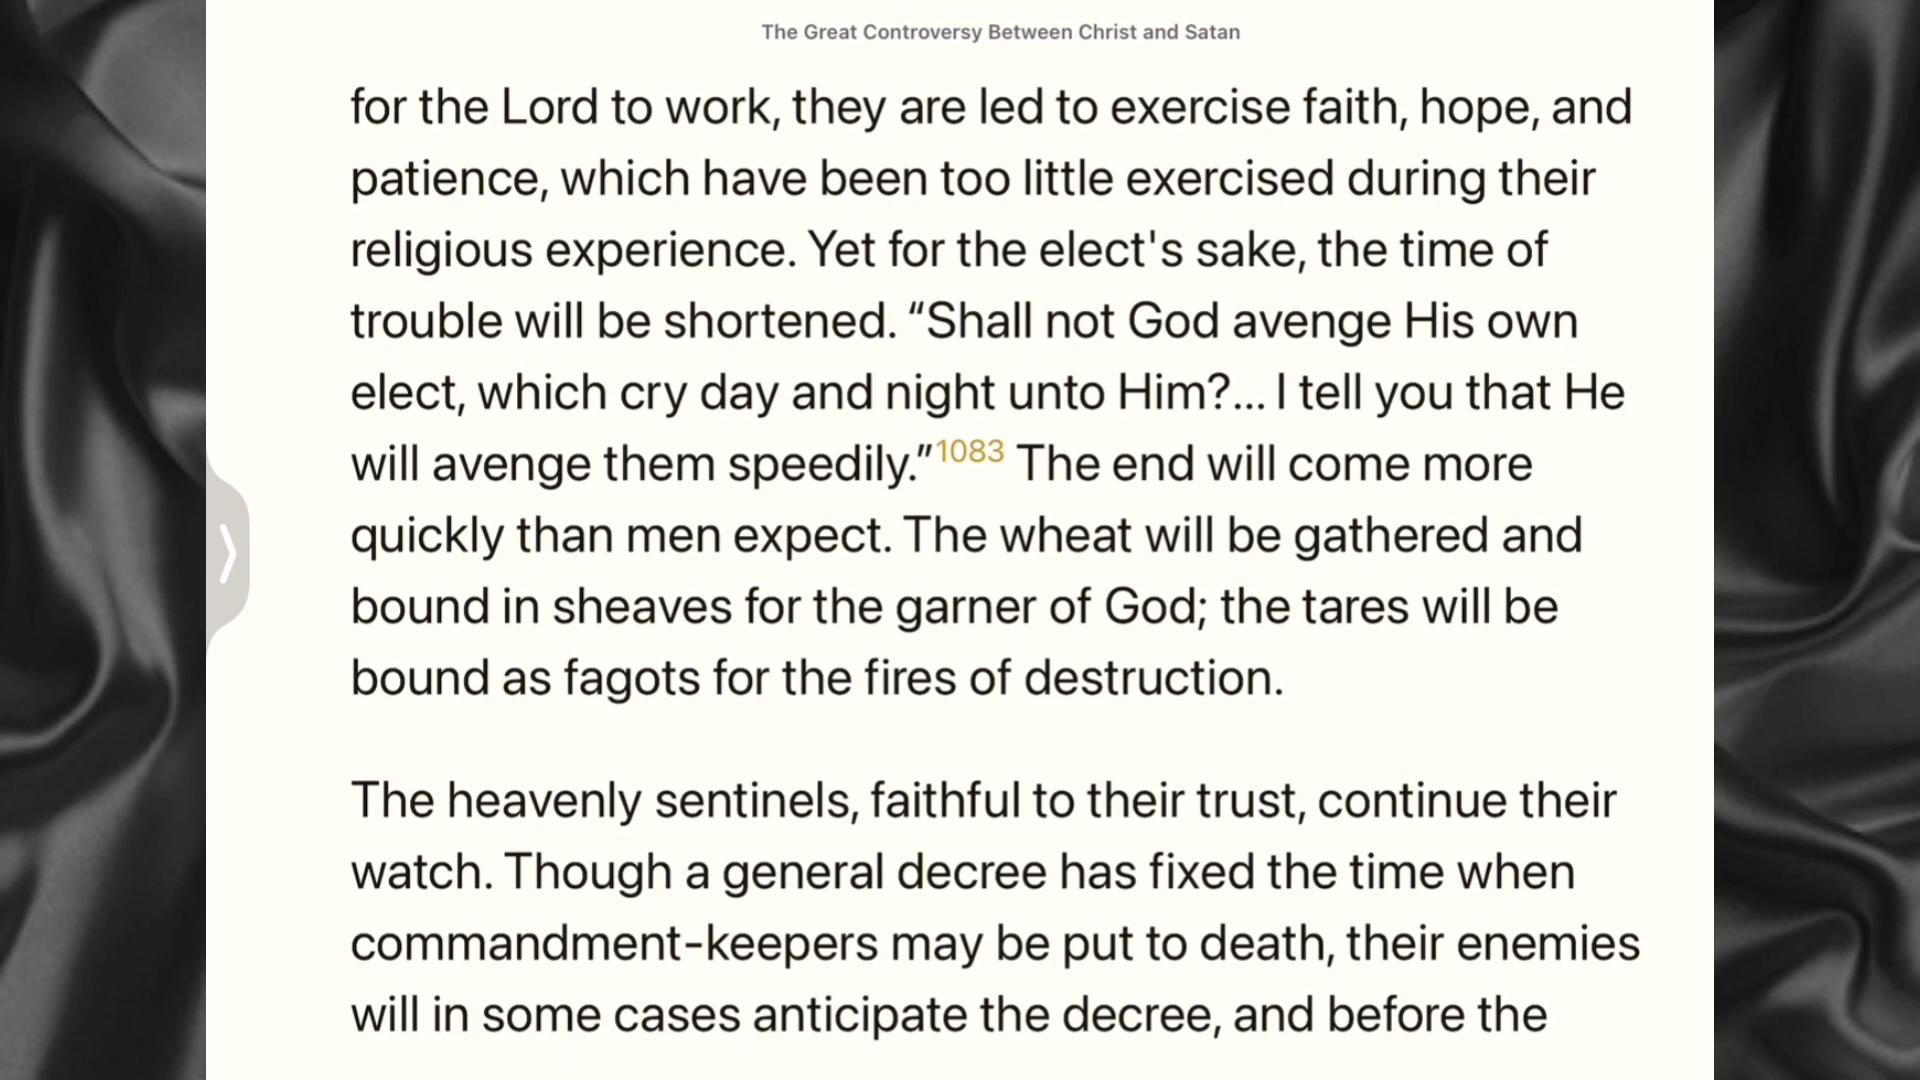 The Great Controversy Between Christ and Satan
for the Lord to work, they are led to exercise faith, hope, and
patience, which have been too little exercised during their
religious experience. Yet for the elect's sake, the time of
trouble will be shortened. “Shall not God avenge His own
elect, which cry day and night unto Him?... I tell you that He
will avenge them speedily.”1083 The end will come more
quickly than men expect. The wheat will be gathered and
bound in sheaves for the garner of God; the tares will be
bound as fagots for the fires of destruction.
The heavenly sentinels, faithful to their trust, continue their
watch. Though a general decree has fixed the time when
commandment-keepers may be put to death, their enemies
will in some cases anticipate the decree, and before the